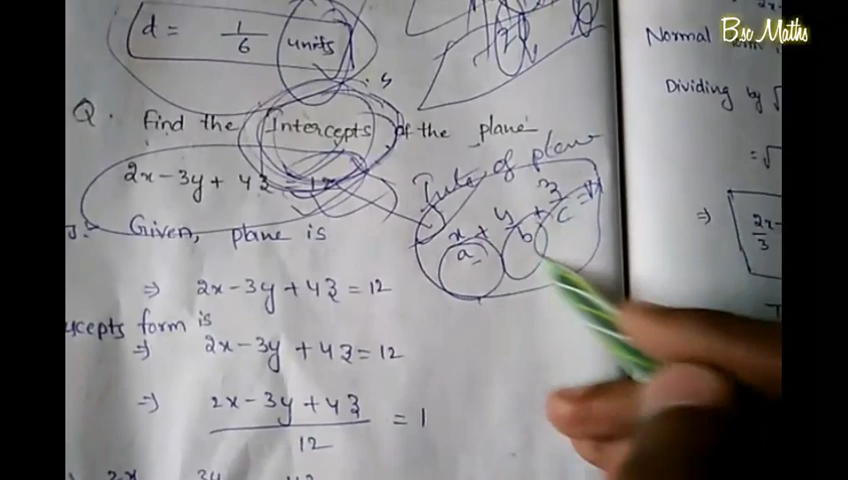 Bsc Maths
d = 1/6 units
Q. find the Intercepts of the plane
2x - 3y + 4z = 12
of plane
x/a + y/b + z/c = 1
Given, plane is
⇒ 2x - 3y + 4z = 12
form is
⇒ 2x - 3y + 4z = 12
⇒ (2x - 3y + 4z)/12 = 1
Normal
Dividing by √
= √
⇒ 2x/3